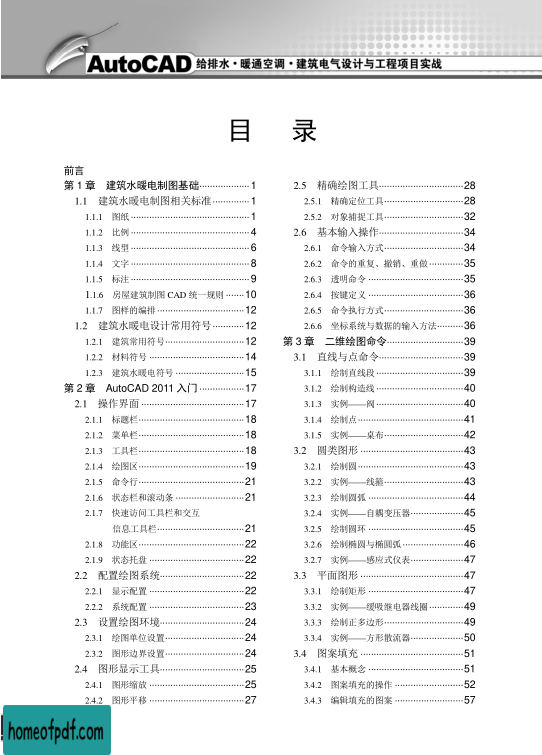 AutoCAD 给排水·暖通空调·建筑电气设计与工程项目实战
目 录
前言
第 1 章 建筑水暖电制图基础··················1
1.1 建筑水暖电制图相关标准·············1
1.1.1 图纸··········································1
1.1.2 比例··········································4
1.1.3 线型··········································6
1.1.4 文字··········································8
1.1.5 标注··········································9
1.1.6 房屋建筑制图 CAD 统一规则·······10
1.1.7 图样的编排·······························12
1.2 建筑水暖电设计常用符号···········12
1.2.1 建筑常用符号····························12
1.2.2 材料符号··································14
1.2.3 建筑水暖电符号·························15
第 2 章 AutoCAD 2011 入门················17
2.1 操作界面····································17
2.1.1 标题栏·····································18
2.1.2 菜单栏·····································18
2.1.3 工具栏·····································18
2.1.4 绘图区·····································19
2.1.5 命令行·····································21
2.1.6 状态栏和滚动条·························21
2.1.7 快速访问工具栏和交互
信息工具栏·······························21
2.1.8 功能区·····································22
2.1.9 状态托盘··································22
2.2 配置绘图系统······························22
2.2.1 显示配置··································22
2.2.2 系统配置··································23
2.3 设置绘图环境······························24
2.3.1 绘图单位设置····························24
2.3.2 图形边界设置····························24
2.4 图形显示工具······························25
2.4.1 图形缩放··································25
2.4.2 图形平移··································27
2.5 精确绘图工具······························28
2.5.1 精确定位工具····························28
2.5.2 对象捕捉工具····························32
2.6 基本输入操作······························34
2.6.1 命令输入方式····························34
2.6.2 命令的重复、撤销、重做·············35
2.6.3 透明命令··································35
2.6.4 按键定义··································36
2.6.5 命令执行方式····························36
2.6.6 坐标系统与数据的输入方法·········36
第 3 章 二维绘图命令···························39
3.1 直线与点命令······························39
3.1.1 绘制直线段·······························39
3.1.2 绘制构造线·······························40
3.1.3 实例——阀·······························40
3.1.4 绘制点·····································41
3.1.5 实例——桌布····························42
3.2 圆类图形····································43
3.2.1 绘制圆·····································43
3.2.2 实例——线箍····························43
3.2.3 绘制圆弧··································44
3.2.4 实例——自耦变压器···················45
3.2.5 绘制圆环··································45
3.2.6 绘制椭圆与椭圆弧······················46
3.2.7 实例——感应式仪表···················47
3.3 平面图形····································47
3.3.1 绘制矩形··································47
3.3.2 实例——缓吸继电器线圈·············49
3.3.3 绘制正多边形····························49
3.3.4 实例——方形散流器···················50
3.4 图案填充····································51
3.4.1 基本概念··································51
3.4.2 图案填充的操作·························52
3.4.3 编辑填充的图案·························57
homeofpdf.com